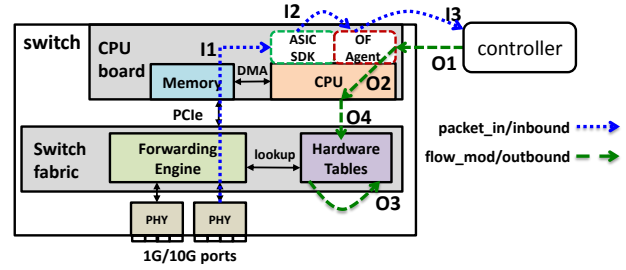 I2
I3
switch
CPU
board
I1
ASIC
SDK
OF
Agent
controller
O1
Memory
DMA
CPU
O2
PCIe
O4
packet_in/inbound
Switch
fabric
Forwarding
Engine
lookup
Hardware
Tables
flow_mod/outbound
O3
PHY
PHY
1G/10G ports